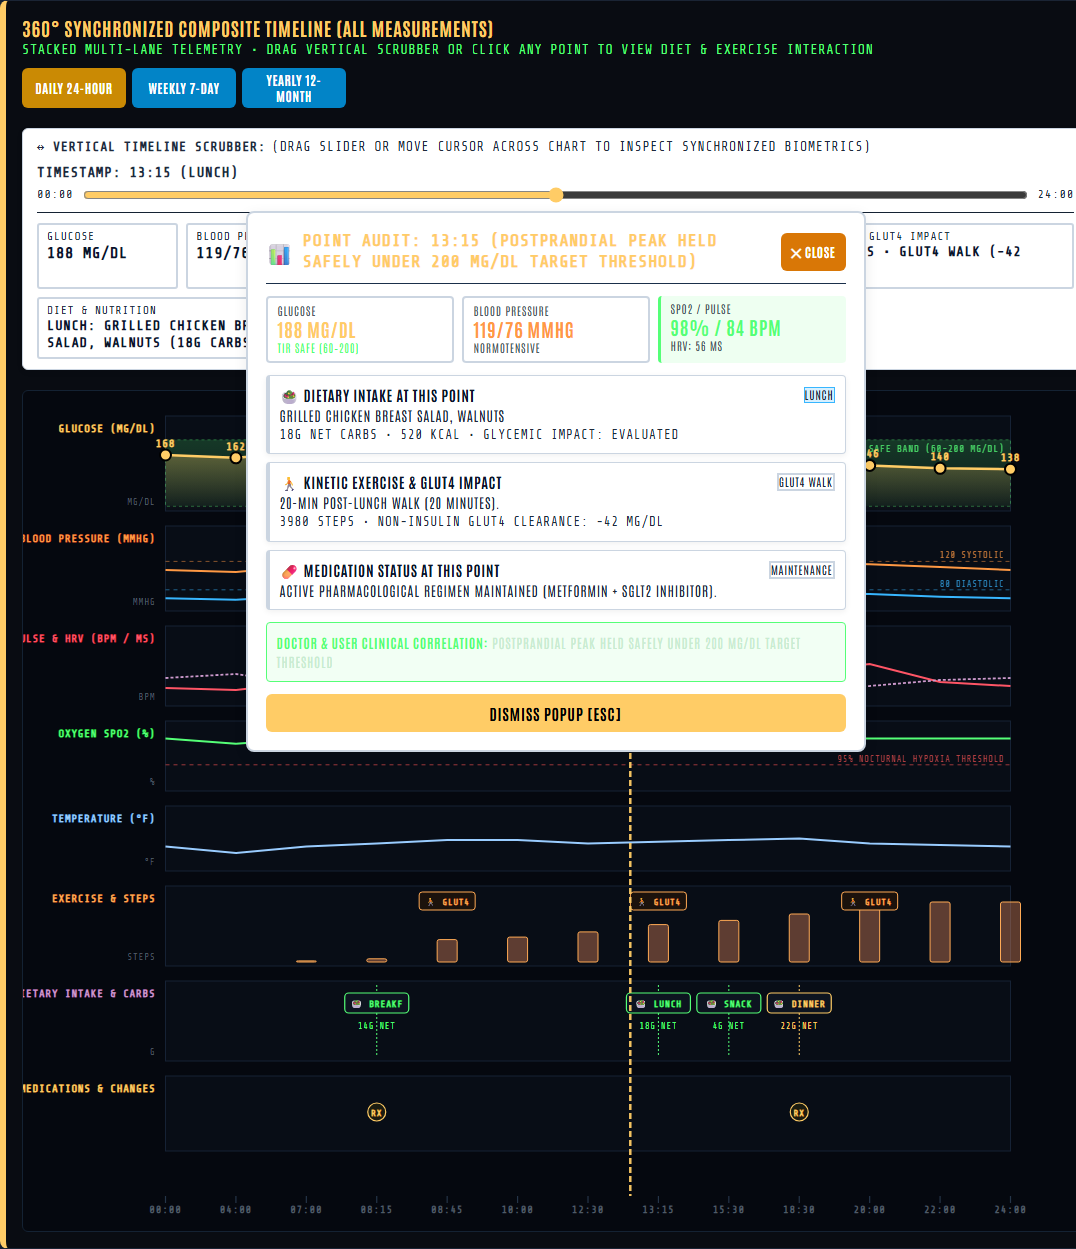 360° SYNCHRONIZED COMPOSITE TIMELINE (ALL MEASUREMENTS)
STACKED MULTI-LANE TELEMETRY · DRAG VERTICAL SCRUBBER OR CLICK ANY POINT TO VIEW DIET & EXERCISE INTERACTION
DAILY 24-HOUR
WEEKLY 7-DAY
YEARLY 12-
MONTH
↔ VERTICAL TIMELINE SCRUBBER: (DRAG SLIDER OR MOVE CURSOR ACROSS CHART TO INSPECT SYNCHRONIZED BIOMETRICS)
TIMESTAMP: 13:15 (LUNCH)
00:00
24:00
GLUCOSE
188 MG/DL
BLOOD P
119/76
GLUT4 IMPACT
S · GLUT4 WALK (-42
DIET & NUTRITION
LUNCH: GRILLED CHICKEN BR
SALAD, WALNUTS (18G CARBS
POINT AUDIT: 13:15 (POSTPRANDIAL PEAK HELD
SAFELY UNDER 200 MG/DL TARGET THRESHOLD)
✕ CLOSE
GLUCOSE
188 MG/DL
TIR SAFE (60-200)
BLOOD PRESSURE
119/76 MMHG
NORMOTENSIVE
SPO2 / PULSE
98% / 84 BPM
HRV: 56 MS
DIETARY INTAKE AT THIS POINT
LUNCH
GRILLED CHICKEN BREAST SALAD, WALNUTS
18G NET CARBS · 520 KCAL · GLYCEMIC IMPACT: EVALUATED
KINETIC EXERCISE & GLUT4 IMPACT
GLUT4 WALK
20-MIN POST-LUNCH WALK (20 MINUTES).
3980 STEPS · NON-INSULIN GLUT4 CLEARANCE: -42 MG/DL
MEDICATION STATUS AT THIS POINT
MAINTENANCE
ACTIVE PHARMACOLOGICAL REGIMEN MAINTAINED (METFORMIN + SGLT2 INHIBITOR).
DOCTOR & USER CLINICAL CORRELATION: POSTPRANDIAL PEAK HELD SAFELY UNDER 200 MG/DL TARGET
THRESHOLD
DISMISS POPUP [ESC]
GLUCOSE (MG/DL)
168
162
SAFE BAND (60-200 MG/DL)
46
140
138
MG/DL
BLOOD PRESSURE (MMHG)
120 SYSTOLIC
80 DIASTOLIC
MMHG
ULSE & HRV (BPM / MS)
BPM
OXYGEN SPO2 (%)
95% NOCTURNAL HYPOXIA THRESHOLD
%
TEMPERATURE (°F)
°F
EXERCISE & STEPS
GLUT4
GLUT4
GLUT4
STEPS
IETARY INTAKE & CARBS
BREAKF
LUNCH
SNACK
DINNER
14G NET
18G NET
4G NET
22G NET
G
MEDICATIONS & CHANGES
RX
RX
00:00
04:00
07:00
08:15
08:45
10:00
12:30
13:15
15:30
18:30
20:00
22:00
24:00